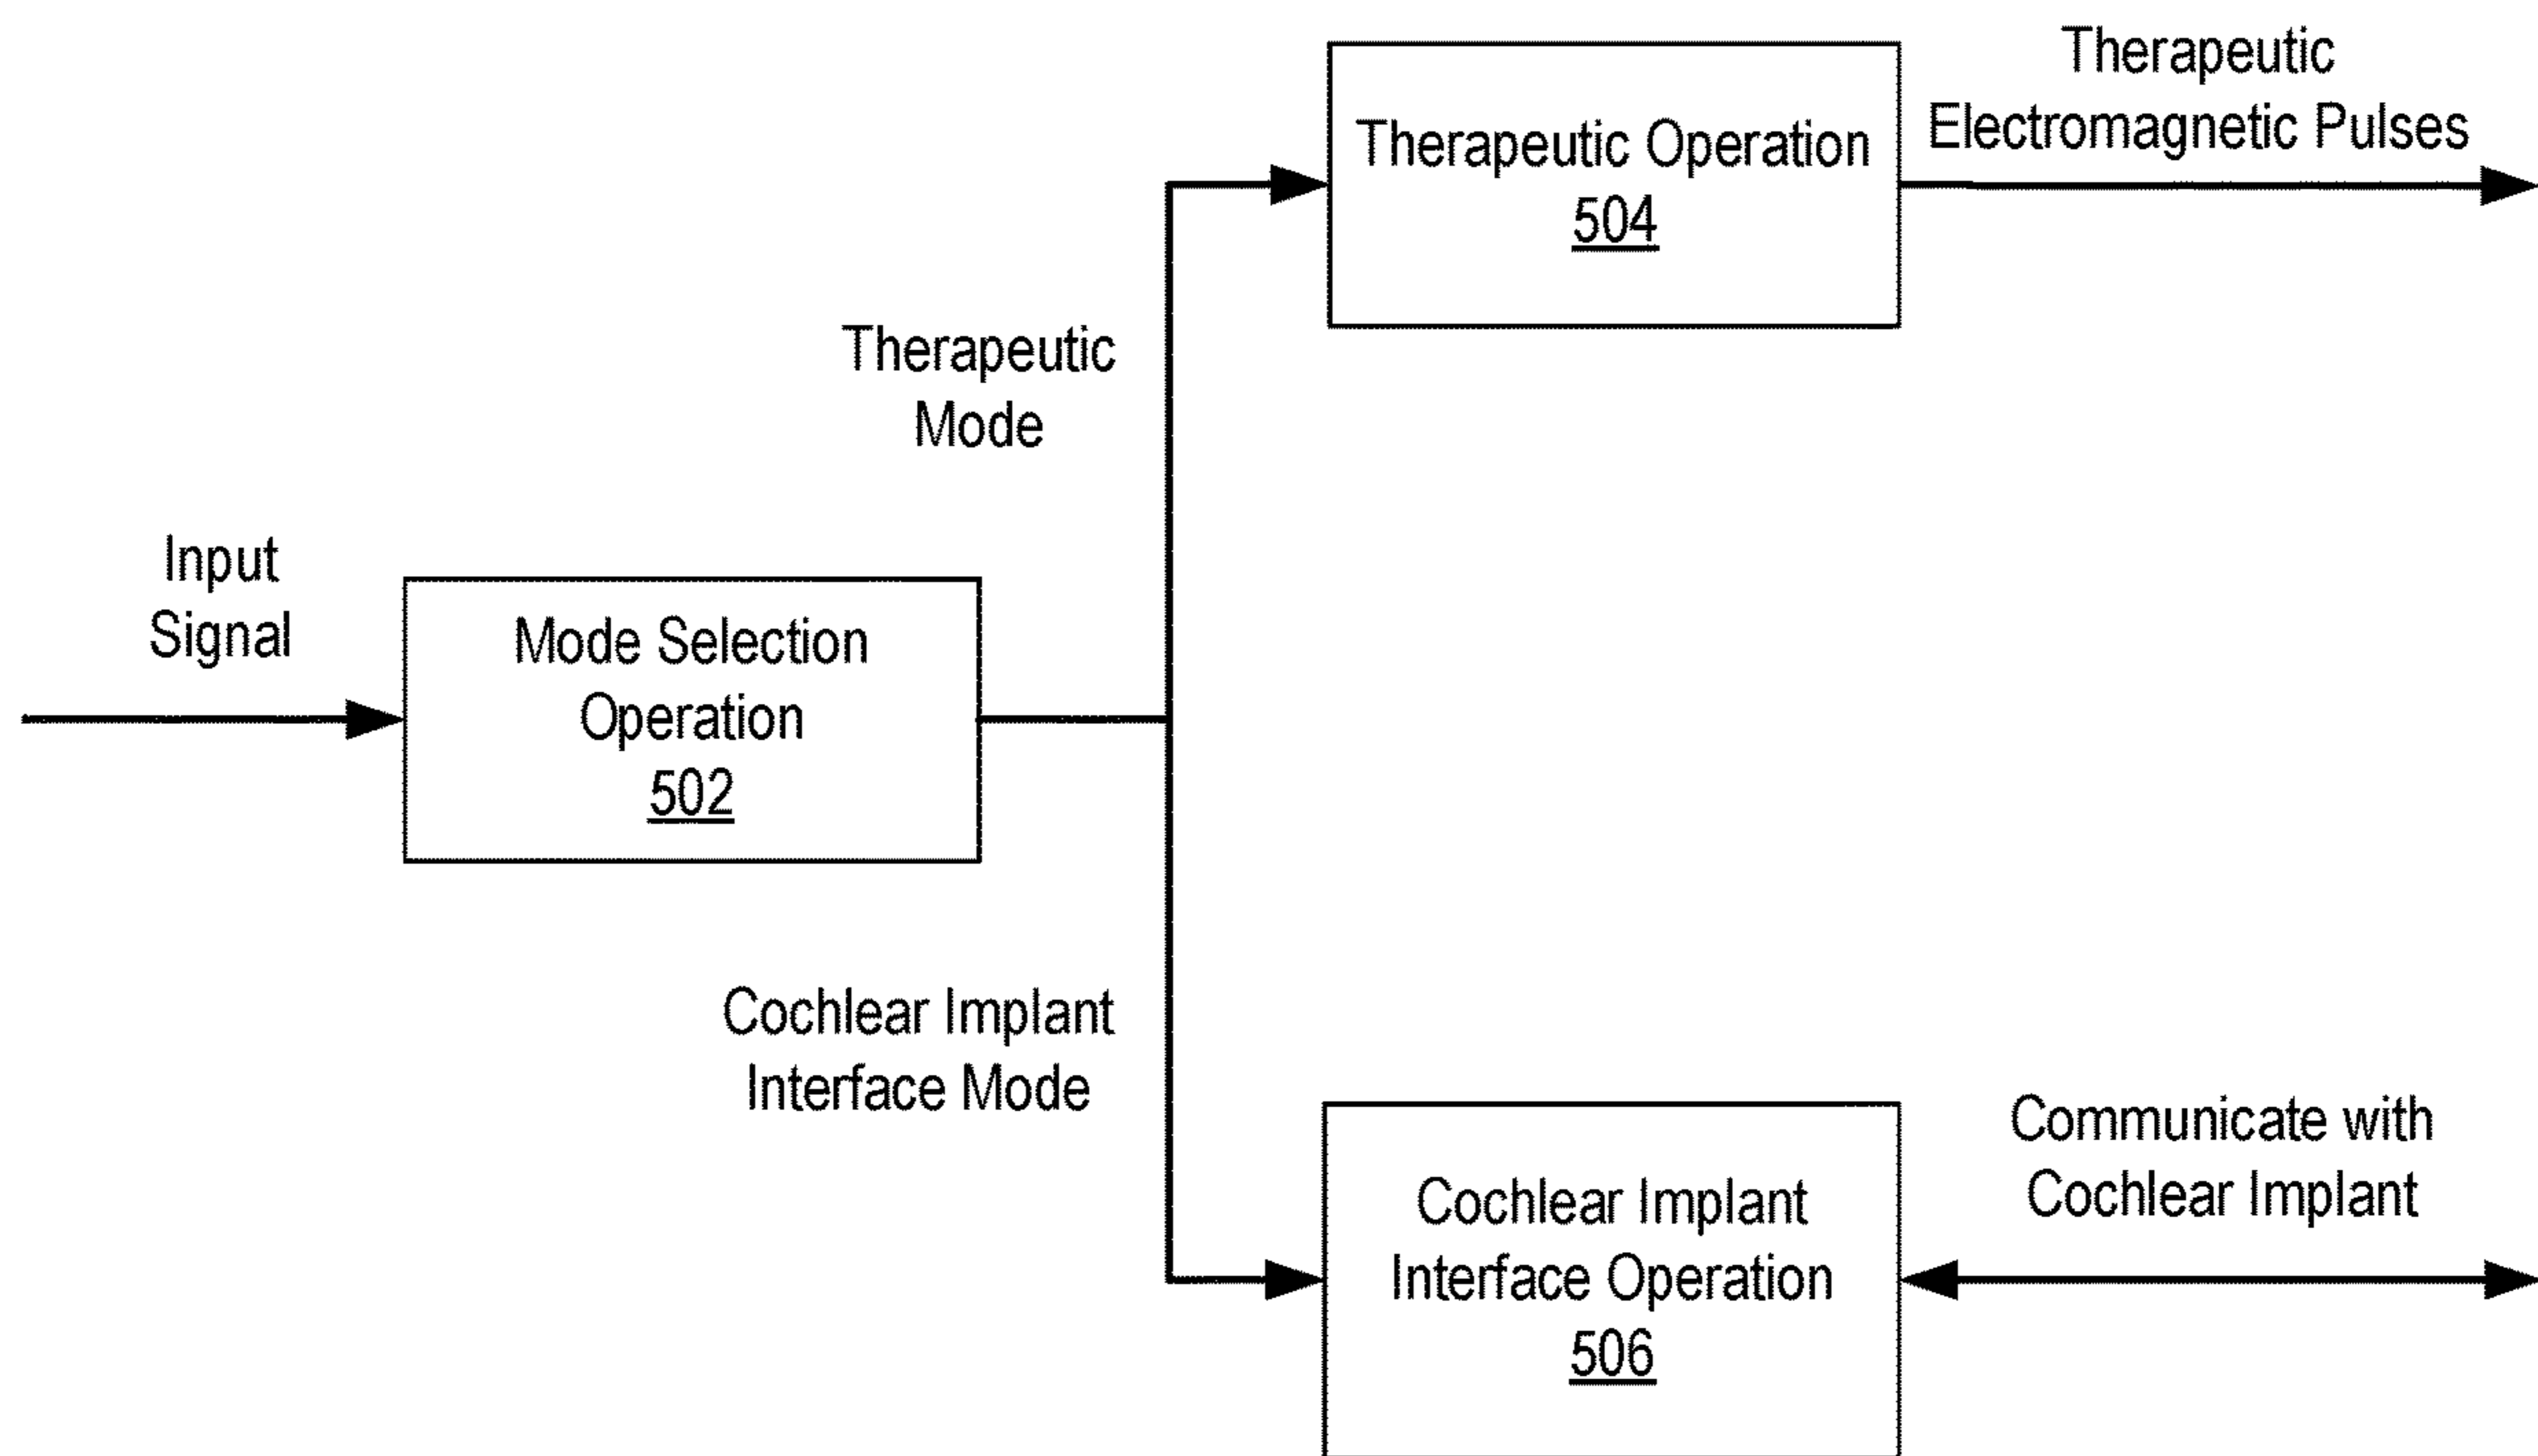 Therapeutic
Electromagnetic Pulses
Therapeutic Operation
504
Therapeutic
Mode
Input
Signal
Mode Selection
Operation
502
Cochlear Implant
Interface Mode
Cochlear Implant
Interface Operation
506
Communicate with
Cochlear Implant